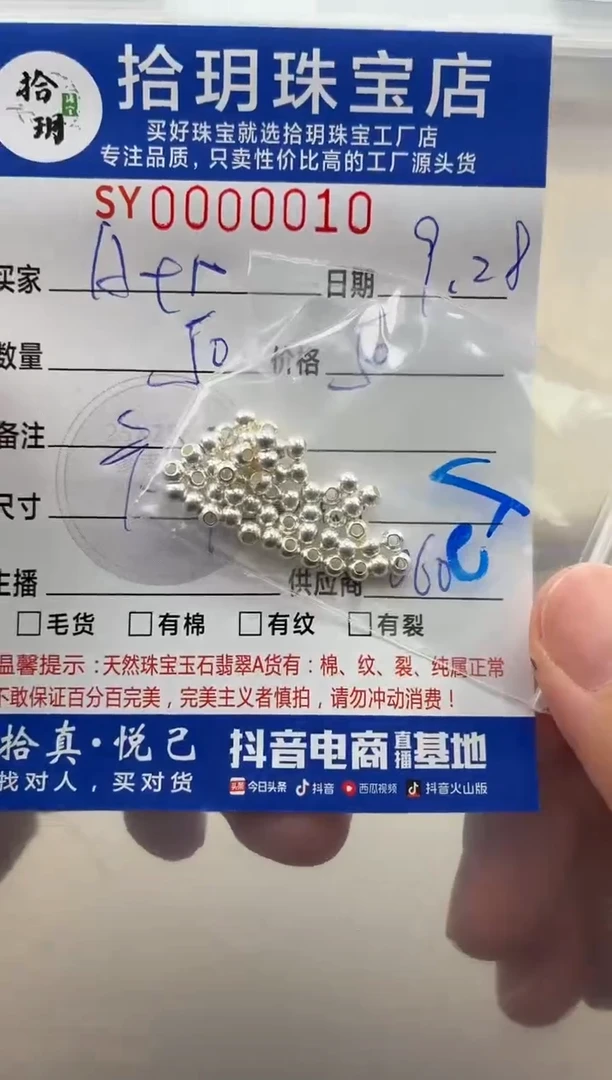 拾玥
拾玥珠宝店
买好珠宝就选拾玥珠宝工厂店
专注品质，只卖性价比高的工厂源头货
SY0000010
买家 日期 9.28
数量 50 价格 50
备注
尺寸
主播 供应商
□毛货 □有棉 □有纹 □有裂
温馨提示：天然珠宝玉石翡翠A货有：棉、纹、裂、纯属正常
不敢保证百分百完美，完美主义者慎拍，请勿冲动消费！
拾真·悦己
找对人，买对货
抖音电商直播基地
头条 今日头条 抖音 西瓜视频 抖音火山版